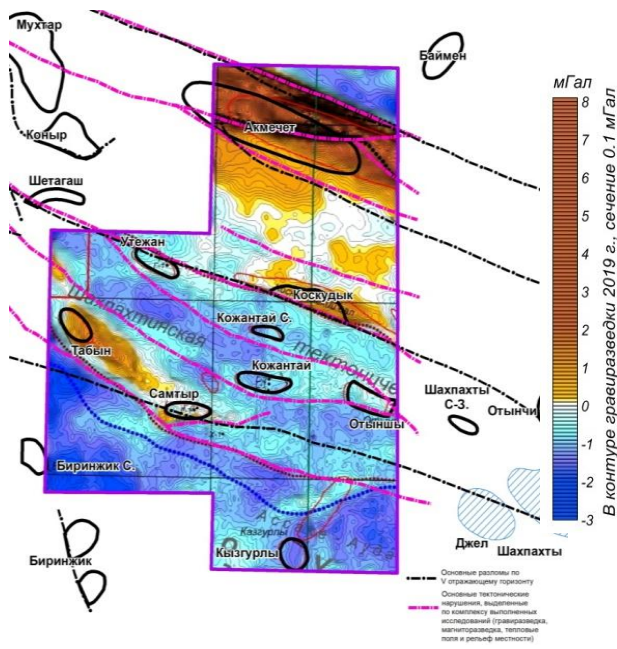 Мухтар
Баймен
мГал
8
7
6
5
4
3
2
1
0
-1
-2
-3
В контуре гравиразведки 2019 г., сечение 0.1 мГал
Коныр
Акмечет
Шетагаш
Утежан
Коскудык
Шахпахтинская
тектониче
Кожантай С.
Табын
Кожантай
Самтыр
Отыншы
Шахпахты
С-З.
Отынчи
Биринжик С.
Казгурлы
Кызгурлы
Джел
Шахпахты
Биринжик
Основные разломы по
V отражающему горизонту
Основные тектонические
нарушения, выделенные
по комплексу выполненных
исследований (гравиразведка,
магниторазведка, тепловые
поля и рельеф местности)